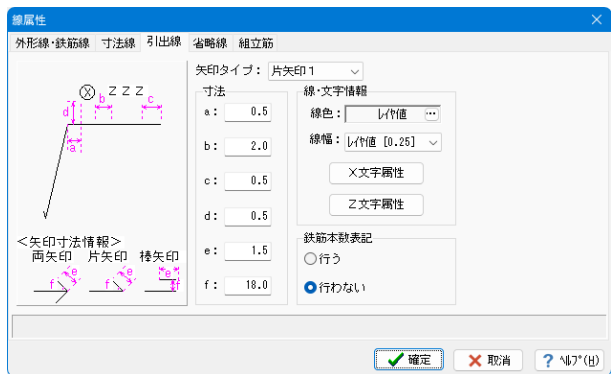 線属性
外形線・鉄筋線 寸法線 引出線 省略線 組立筋
矢印タイプ： 片矢印1
Ⓧ Z Z Z
b c
d
a
<矢印寸法情報>
両矢印 片矢印 棒矢印
e e e
f f f
寸法
a： 0.5
b： 2.0
c： 0.5
d： 0.5
e： 1.5
f： 18.0
線・文字情報
線色： ﾚｲﾔ値 ...
線幅： ﾚｲﾔ値 [0.25]
X文字属性
Z文字属性
鉄筋本数表記
行う
行わない
確定 取消 ? ﾍﾙﾌﾟ(H)